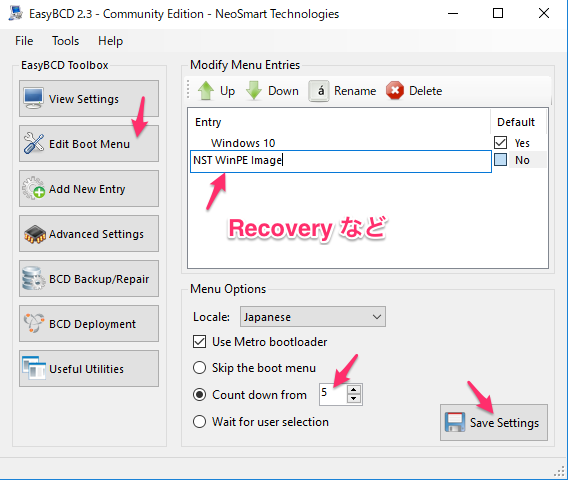 EasyBCD 2.3 - Community Edition - NeoSmart Technologies
File Tools Help
EasyBCD Toolbox
View Settings
Edit Boot Menu
Add New Entry
Advanced Settings
BCD Backup/Repair
BCD Deployment
Useful Utilities
Modify Menu Entries
Up Down á Rename Delete
Entry Default
Windows 10 Yes
NST WinPE Image No
Recovery など
Menu Options
Locale: Japanese
Use Metro bootloader
Skip the boot menu
Count down from 5
Wait for user selection
Save Settings